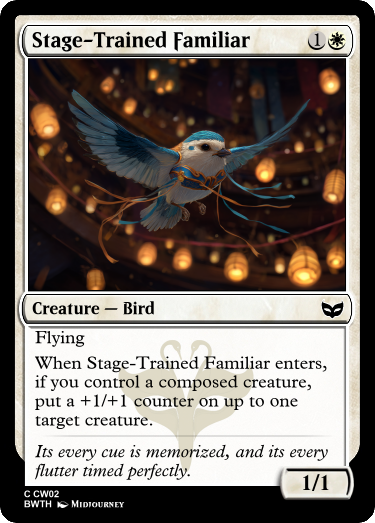 Stage-Trained Familiar 1
Creature — Bird
Flying
When Stage-Trained Familiar enters,
if you control a composed creature,
put a +1/+1 counter on up to one
target creature.
Its every cue is memorized, and its every
flutter timed perfectly.
1/1
C CW02
BWTH Midjourney